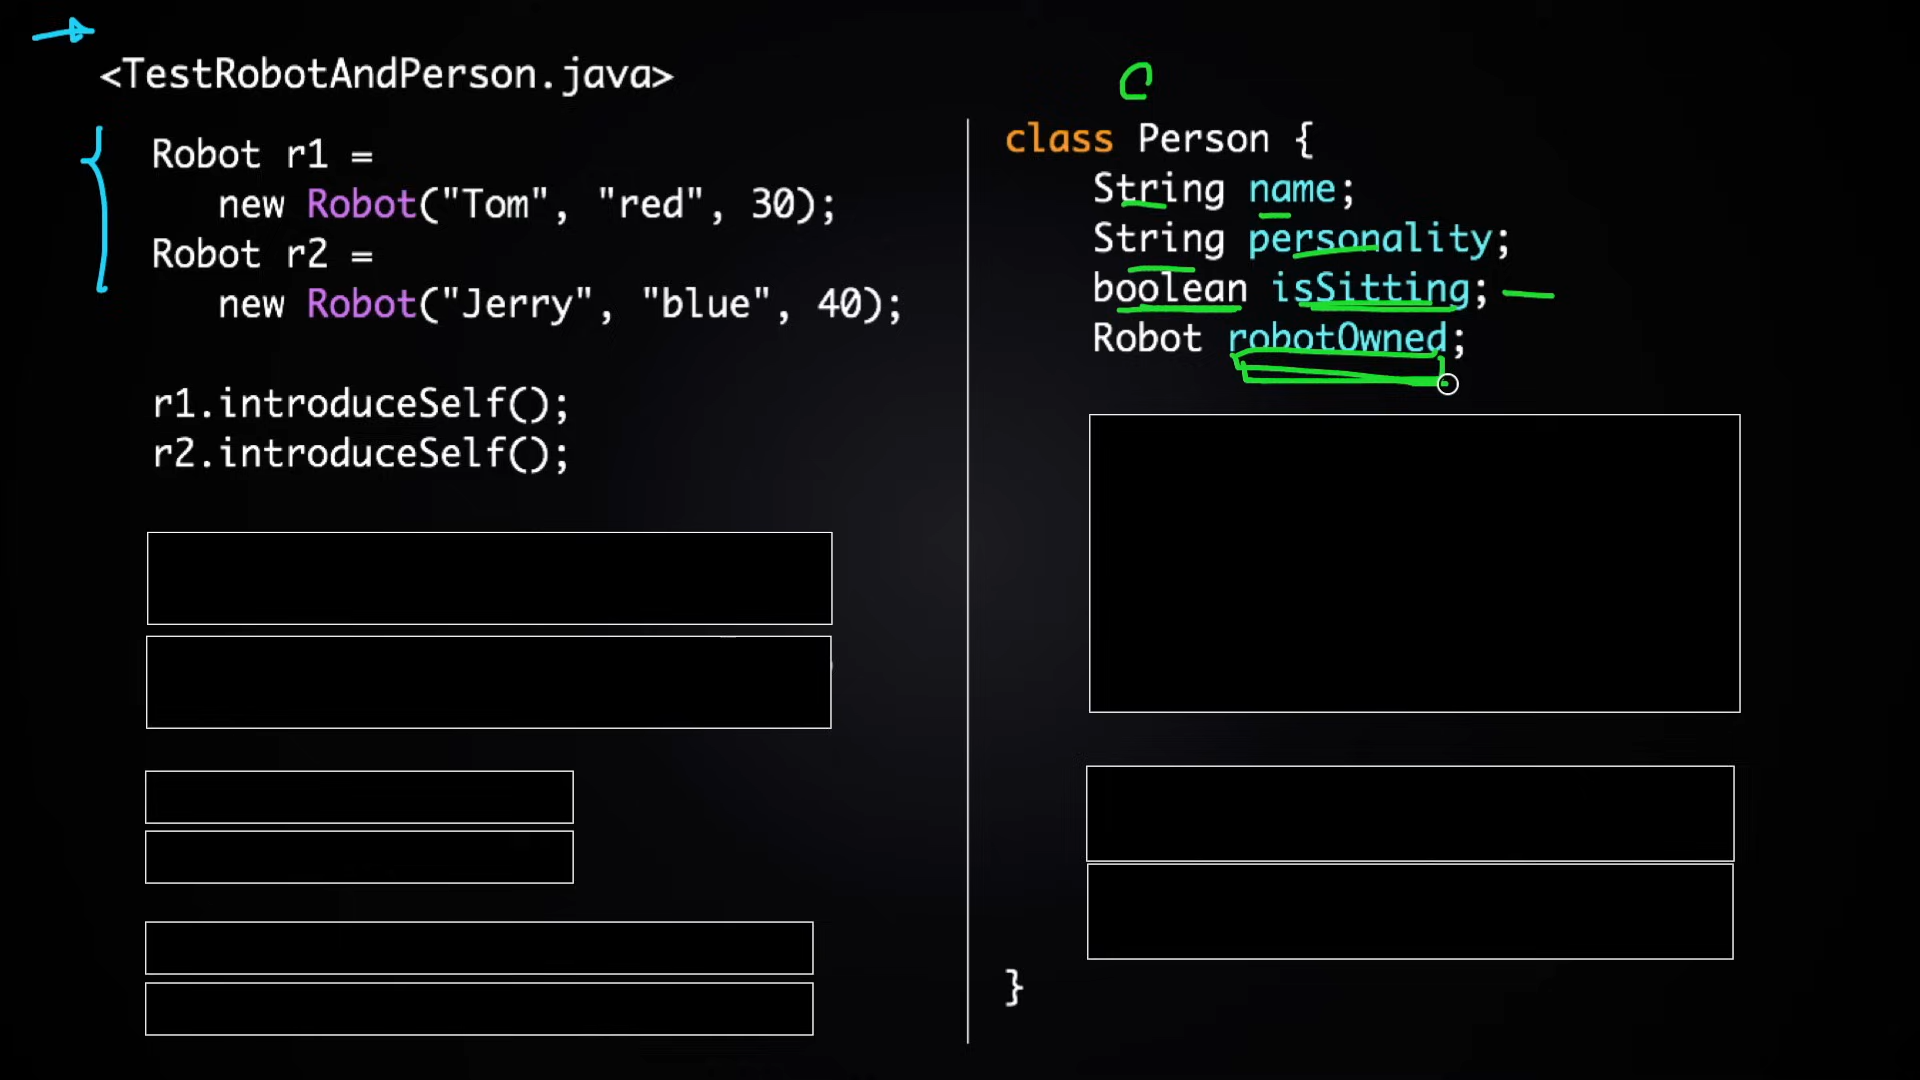 <TestRobotAndPerson.java>
Robot r1 =
new Robot("Tom", "red", 30);
Robot r2 =
new Robot("Jerry", "blue", 40);
r1.introduceSelf();
r2.introduceSelf();
class Person {
String name;
String personality;
boolean isSitting;
Robot robotOwned;
}